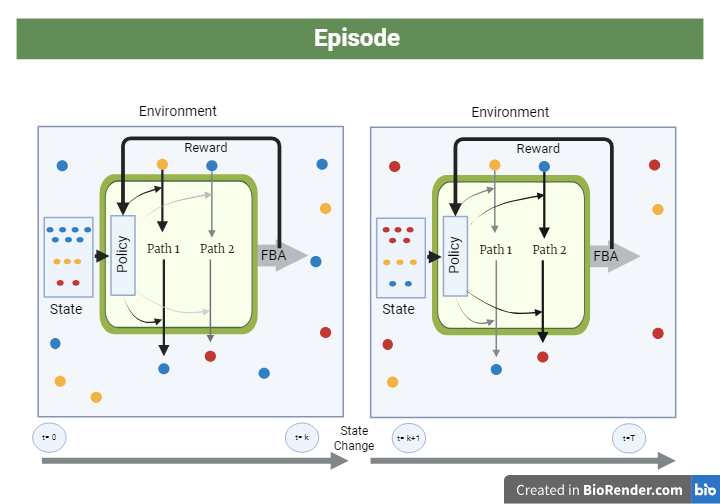 Episode
Environment
Reward
Policy
Path 1
Path 2
FBA
State
t= 0
t= k
Environment
Reward
Policy
Path 1
Path 2
FBA
State
t= k+1
t=T
State
Change
Created in BioRender.com bio